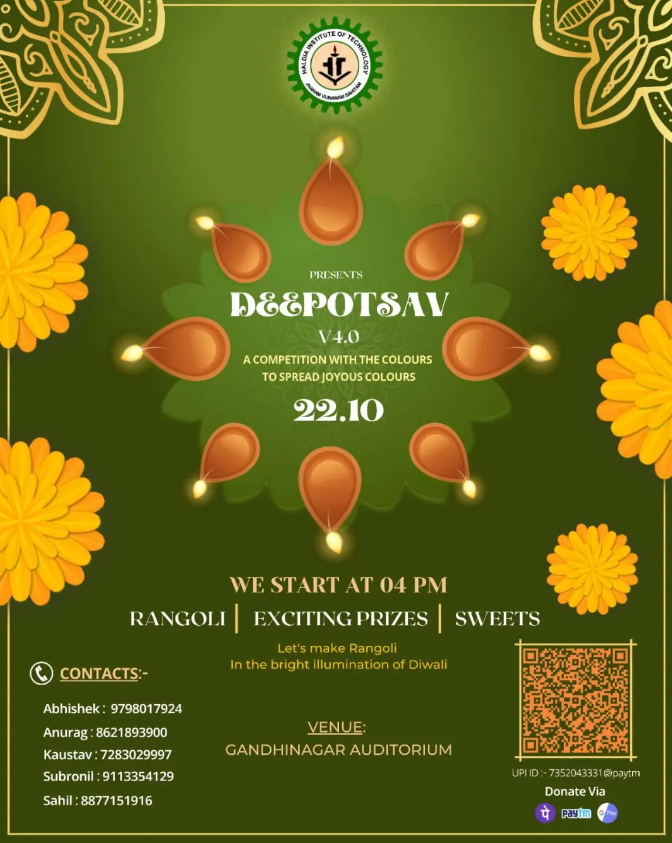 HALDIA INSTITUTE OF TECHNOLOGY
PRESENTS
DEEPOTSAV
V4.0
A COMPETITION WITH THE COLOURS
TO SPREAD JOYOUS COLOURS
22.10
WE START AT 04 PM
RANGOLI | EXCITING PRIZES | SWEETS
Let's make Rangoli
In the bright illumination of Diwali
CONTACTS:-
Abhishek : 9798017924
Anurag : 8621893900
Kaustav : 7283029997
Subronil : 9113354129
Sahil : 8877151916
VENUE:
GANDHINAGAR AUDITORIUM
UPI ID :- 7352043331@paytm
Donate Via
पे paytm G Pay